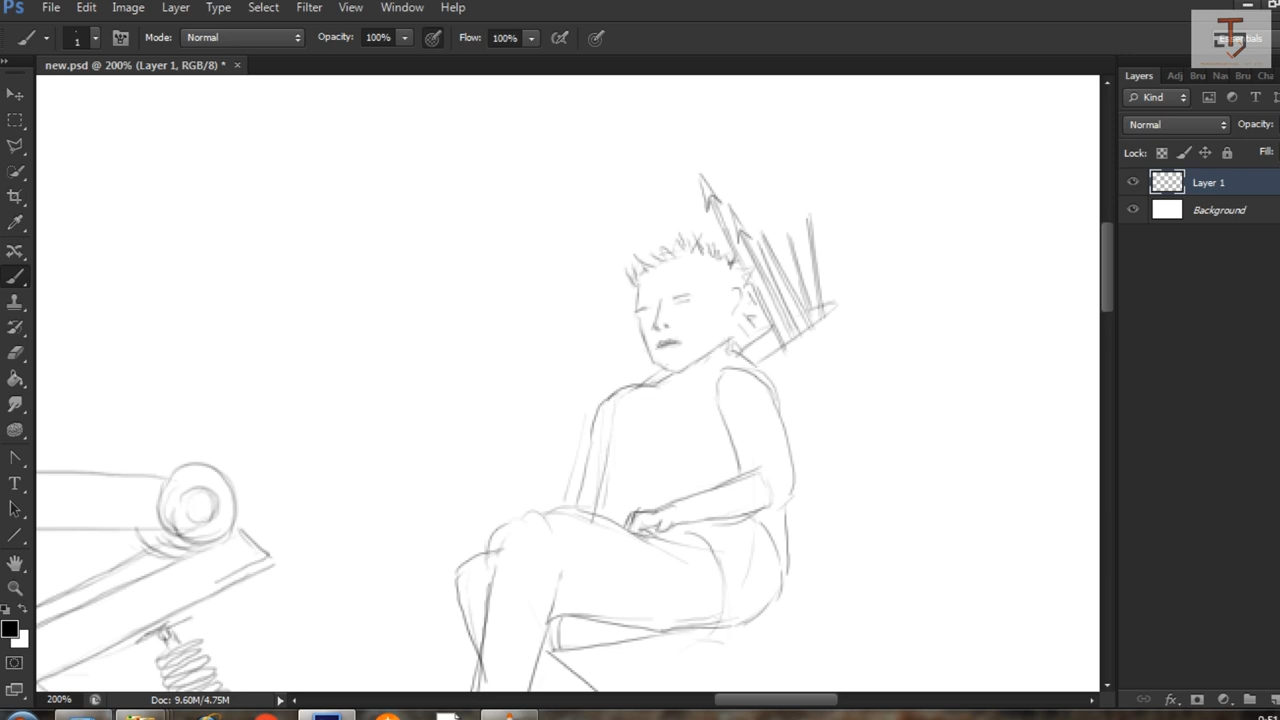 Ps File Edit Image Layer Type Select Filter View Window Help
1 Mode: Normal Opacity: 100% Flow: 100% Essentials
new.psd @ 200% (Layer 1, RGB/8) * ×
Layers Adj Bru Nav Bru Cha
Kind
Normal Opacity:
Lock: Fill:
Layer 1
Background
200% Doc: 9.60M/4.75M